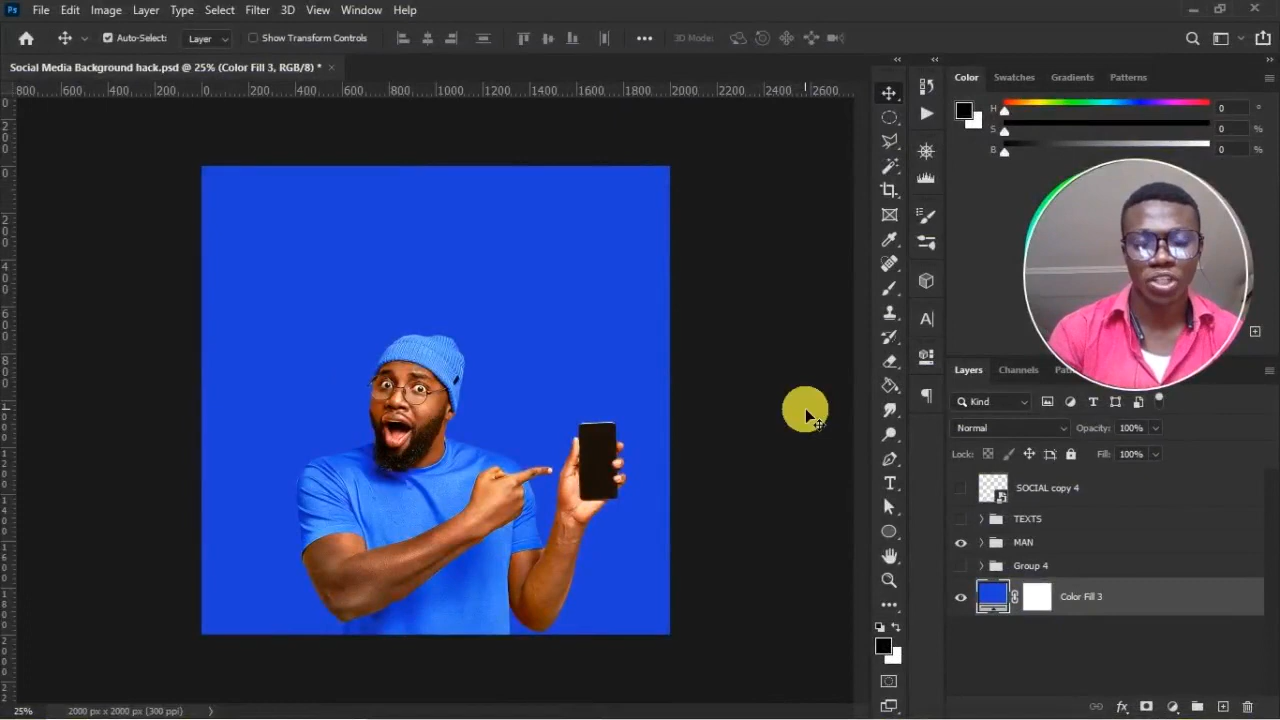 Ps File Edit Image Layer Type Select Filter 3D View Window Help
Auto-Select: Layer Show Transform Controls 3D Model:
Social Media Background hack.psd @ 25% (Color Fill 3, RGB/8) *
800 600 400 200 0 200 400 600 800 1000 1200 1400 1600 1800 2000 2200 2400 2600
Color Swatches Gradients Patterns
H 0 °
S 0 %
B 0 %
Layers Channels
Kind
Normal Opacity: 100%
Lock: Fill: 100%
SOCIAL copy 4
TEXTS
MAN
Group 4
Color Fill 3
25% 2000 px x 2000 px (300 ppi)